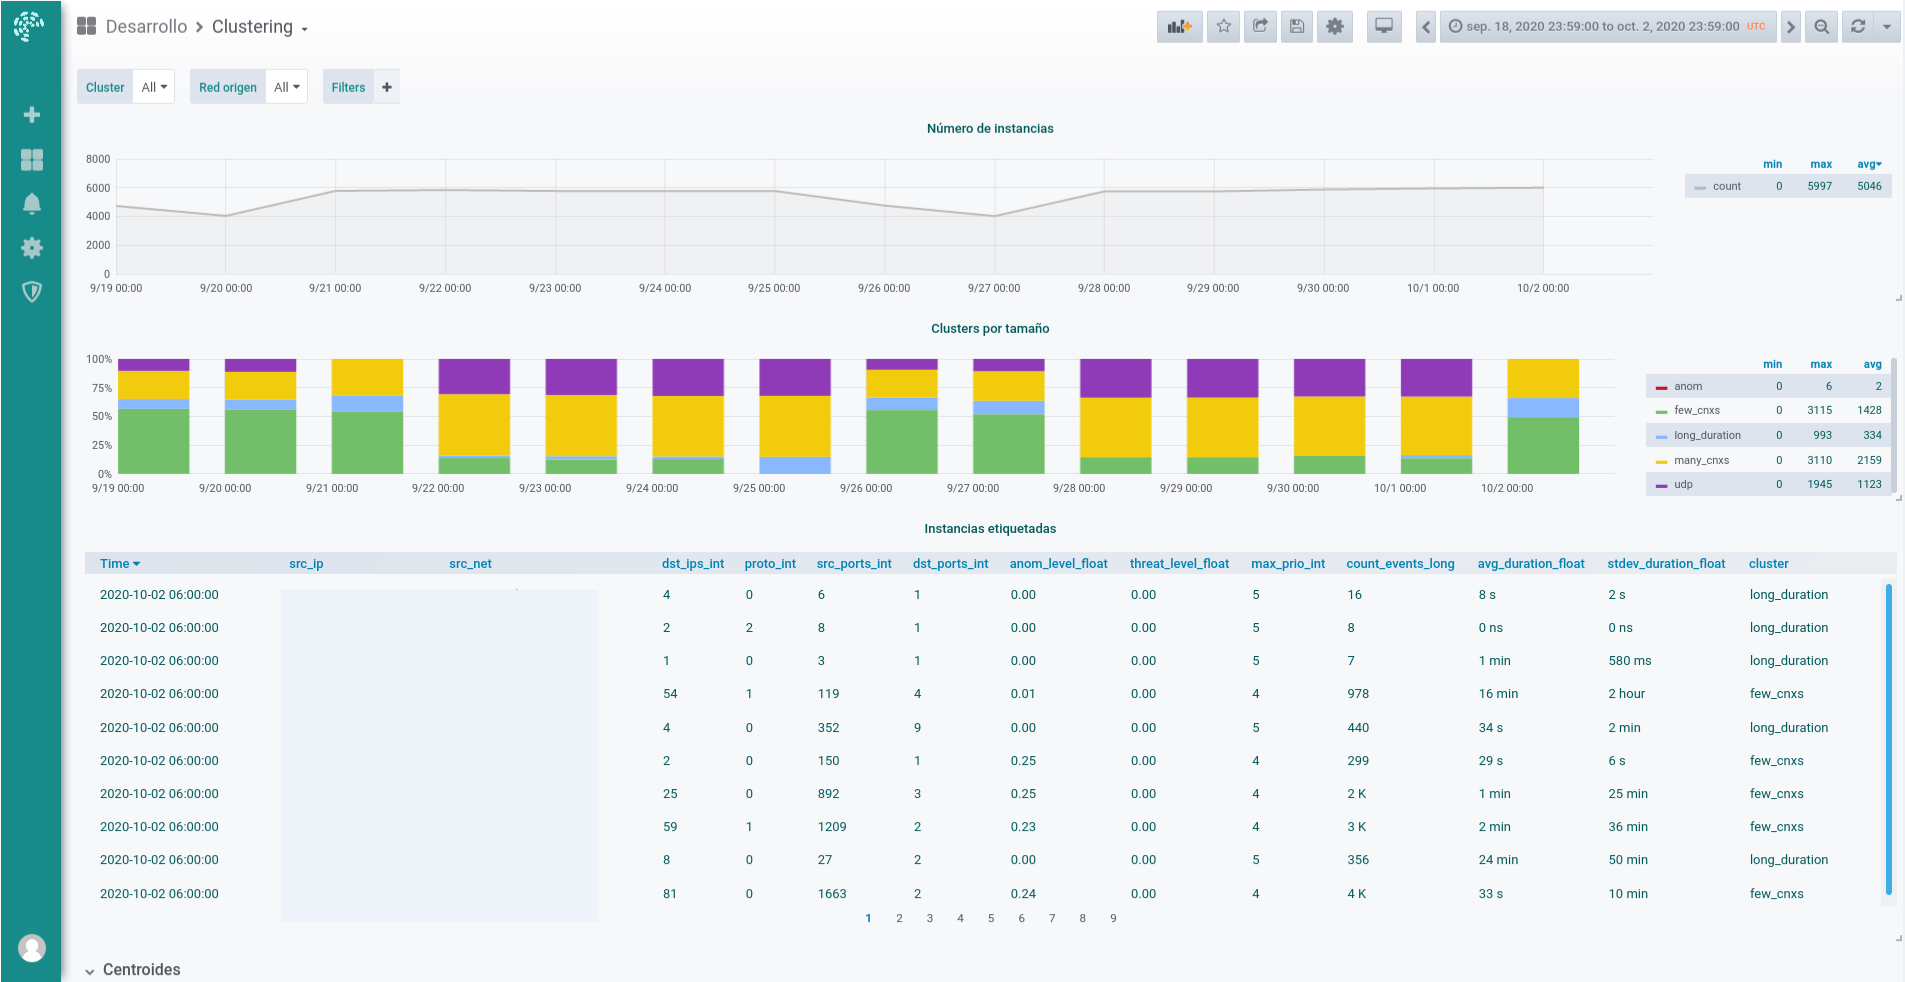 Desarrollo > Clustering
sep. 18, 2020 23:59:00 to oct. 2, 2020 23:59:00 UTC
Cluster All Red origen All Filters +
Número de instancias
8000
6000
4000
2000
0
9/19 00:00 9/20 00:00 9/21 00:00 9/22 00:00 9/23 00:00 9/24 00:00 9/25 00:00 9/26 00:00 9/27 00:00 9/28 00:00 9/29 00:00 9/30 00:00 10/1 00:00 10/2 00:00
min max avg
count 0 5997 5046
Clusters por tamaño
100%
75%
50%
25%
0%
9/19 00:00 9/20 00:00 9/21 00:00 9/22 00:00 9/23 00:00 9/24 00:00 9/25 00:00 9/26 00:00 9/27 00:00 9/28 00:00 9/29 00:00 9/30 00:00 10/1 00:00 10/2 00:00
min max avg
anom 0 6 2
few_cnxs 0 3115 1428
long_duration 0 993 334
many_cnxs 0 3110 2159
udp 0 1945 1123
Instancias etiquetadas
Time src_ip src_net dst_ips_int proto_int src_ports_int dst_ports_int anom_level_float threat_level_float max_prio_int count_events_long avg_duration_float stdev_duration_float cluster
2020-10-02 06:00:00 4 0 6 1 0.00 0.00 5 16 8 s 2 s long_duration
2020-10-02 06:00:00 2 2 8 1 0.00 0.00 5 8 0 ns 0 ns long_duration
2020-10-02 06:00:00 1 0 3 1 0.00 0.00 5 7 1 min 580 ms long_duration
2020-10-02 06:00:00 54 1 119 4 0.01 0.00 4 978 16 min 2 hour few_cnxs
2020-10-02 06:00:00 4 0 352 9 0.00 0.00 5 440 34 s 2 min long_duration
2020-10-02 06:00:00 2 0 150 1 0.25 0.00 4 299 29 s 6 s few_cnxs
2020-10-02 06:00:00 25 0 892 3 0.25 0.00 4 2 K 1 min 25 min few_cnxs
2020-10-02 06:00:00 59 1 1209 2 0.23 0.00 4 3 K 2 min 36 min few_cnxs
2020-10-02 06:00:00 8 0 27 2 0.00 0.00 5 356 24 min 50 min long_duration
2020-10-02 06:00:00 81 0 1663 2 0.24 0.00 4 4 K 33 s 10 min few_cnxs
1 2 3 4 5 6 7 8 9
Centroides